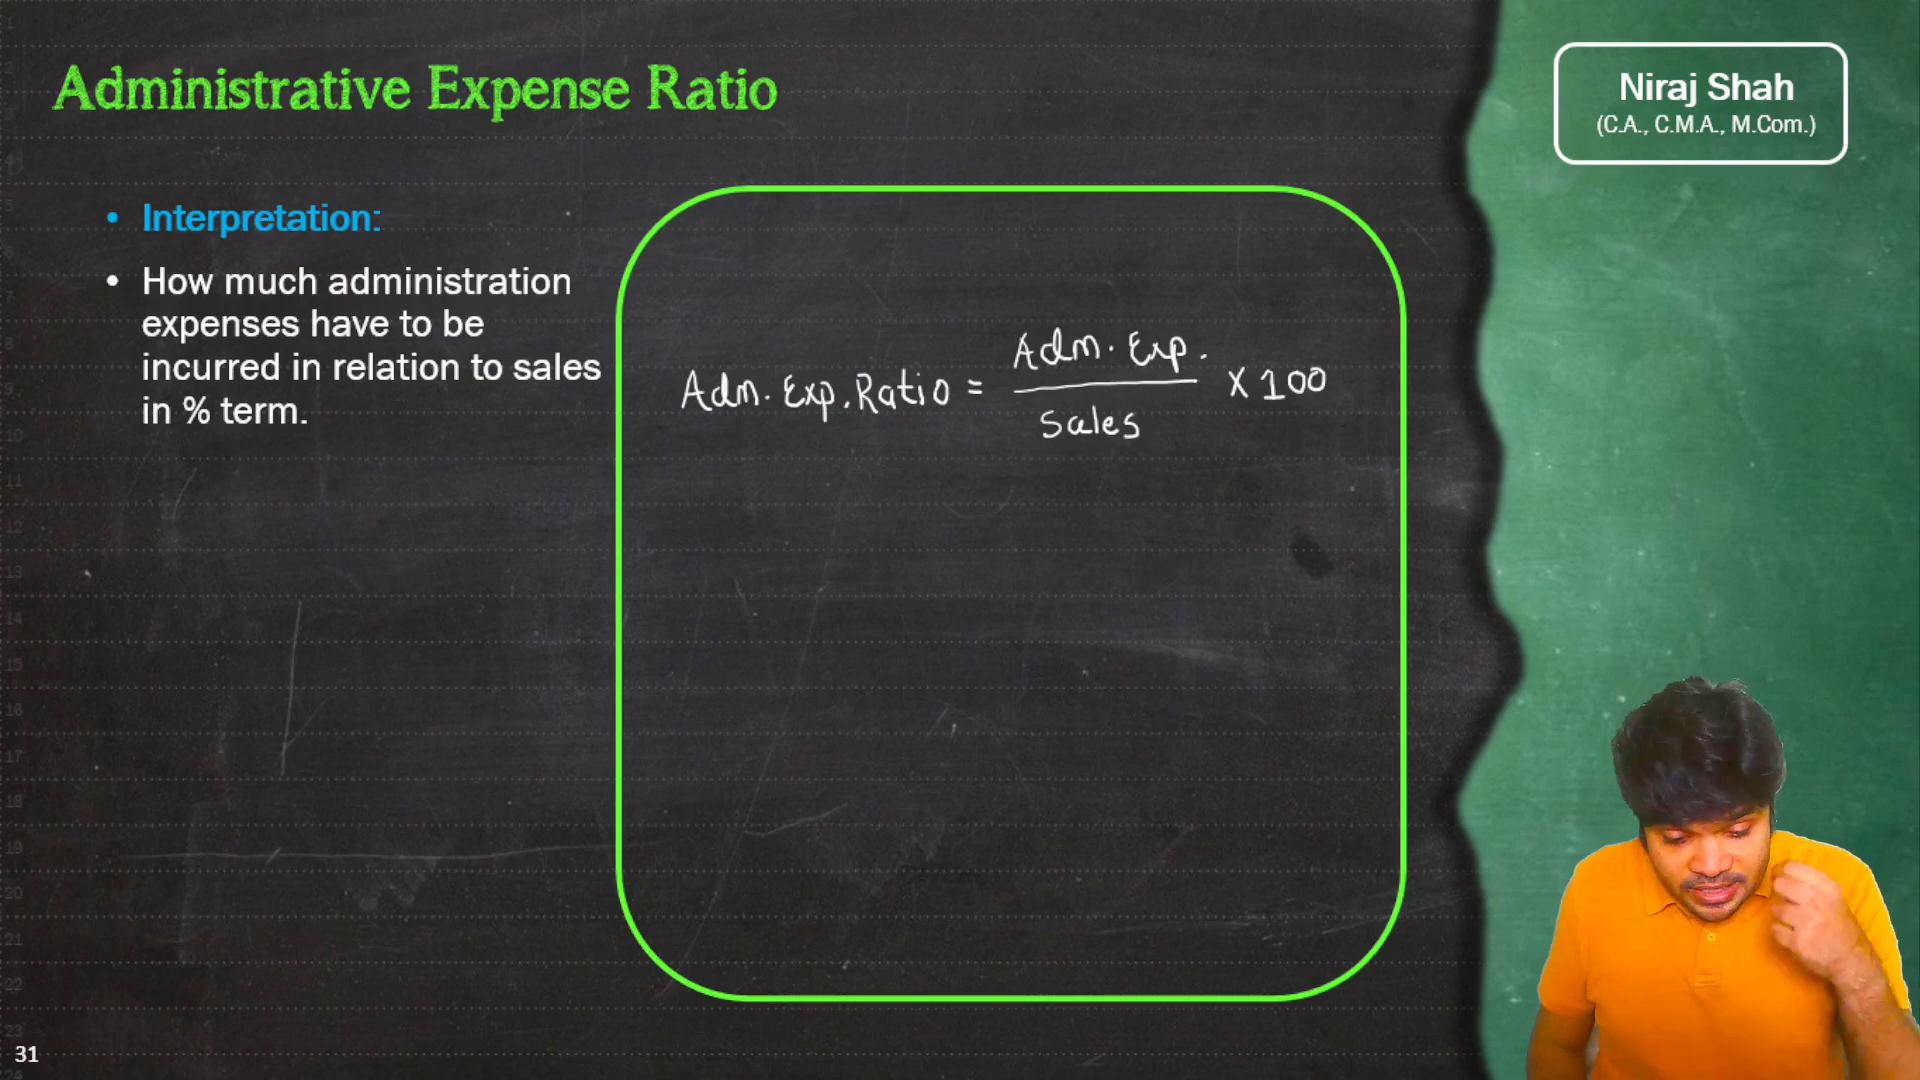 Administrative Expense Ratio
Niraj Shah
(C.A., C.M.A., M.Com.)
• Interpretation:
• How much administration
expenses have to be
incurred in relation to sales
in % term.
Adm. Exp. Ratio = Adm. Exp. / Sales X 100
31